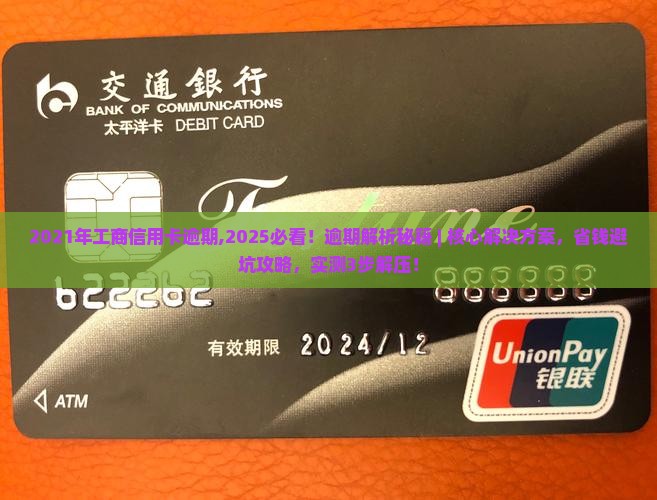 交通銀行
BANK OF COMMUNICATIONS
太平洋卡 DEBIT CARD
2021年工商信用卡逾期,2025必看！逾期解析秘籍 | 核心解决方案，省钱避
坑攻略，实测3步解压！
622262
888888
有效期限 2024/12
ATM
UnionPay
银联